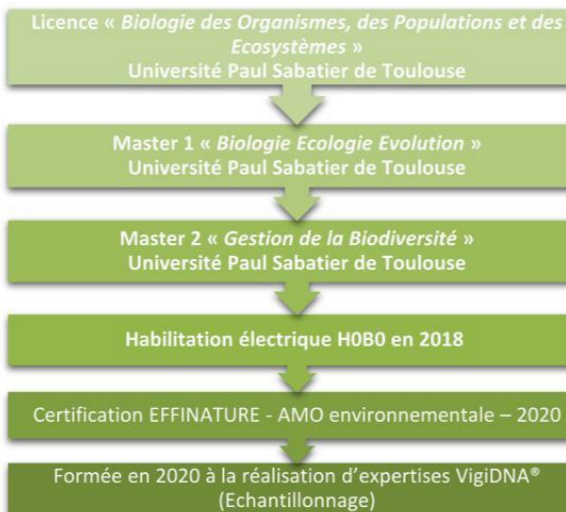 Licence « Biologie des Organismes, des Populations et des
Ecosystèmes »
Université Paul Sabatier de Toulouse
Master 1 « Biologie Ecologie Evolution »
Université Paul Sabatier de Toulouse
Master 2 « Gestion de la Biodiversité »
Université Paul Sabatier de Toulouse
Habilitation électrique H0B0 en 2018
Certification EFFINATURE - AMO environnementale – 2020
Formée en 2020 à la réalisation d’expertises VigiDNA®
(Echantillonnage)